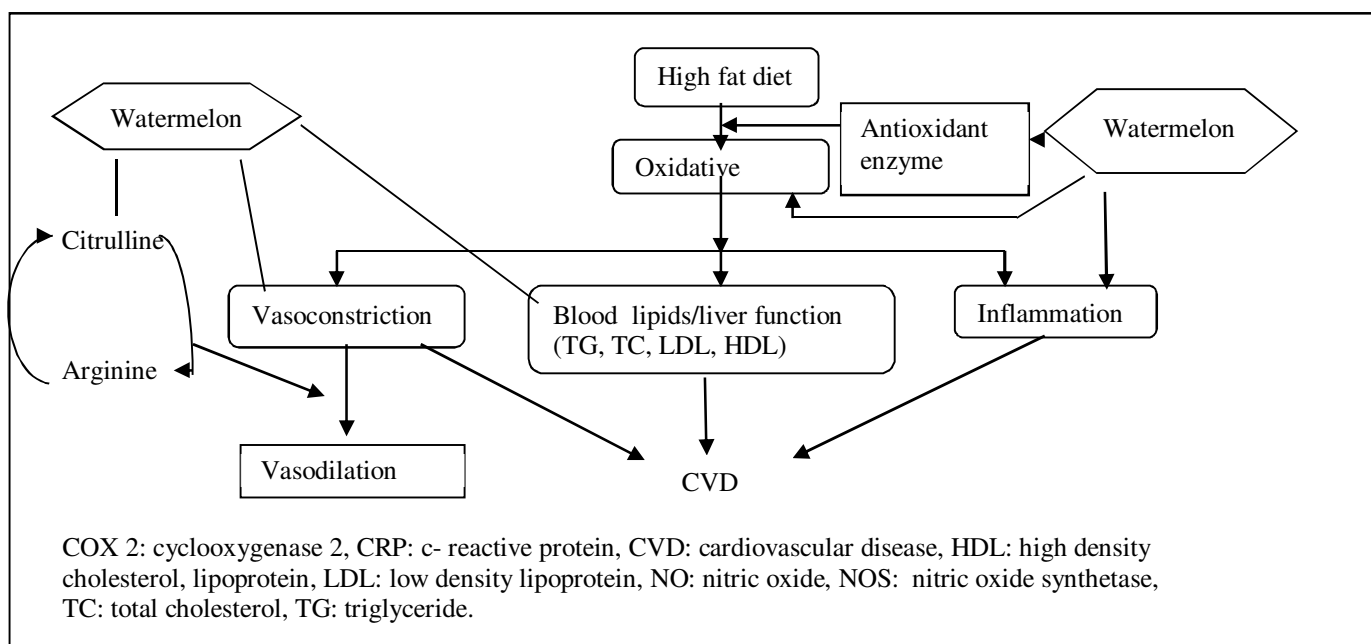 High fat diet
Watermelon
Antioxidant
enzyme
Watermelon
Oxidative
Citrulline
Vasoconstriction
Blood lipids/liver function
(TG, TC, LDL, HDL)
Inflammation
Arginine
Vasodilation
CVD
COX 2: cyclooxygenase 2, CRP: c- reactive protein, CVD: cardiovascular disease, HDL: high density
cholesterol, lipoprotein, LDL: low density lipoprotein, NO: nitric oxide, NOS: nitric oxide synthetase,
TC: total cholesterol, TG: triglyceride.